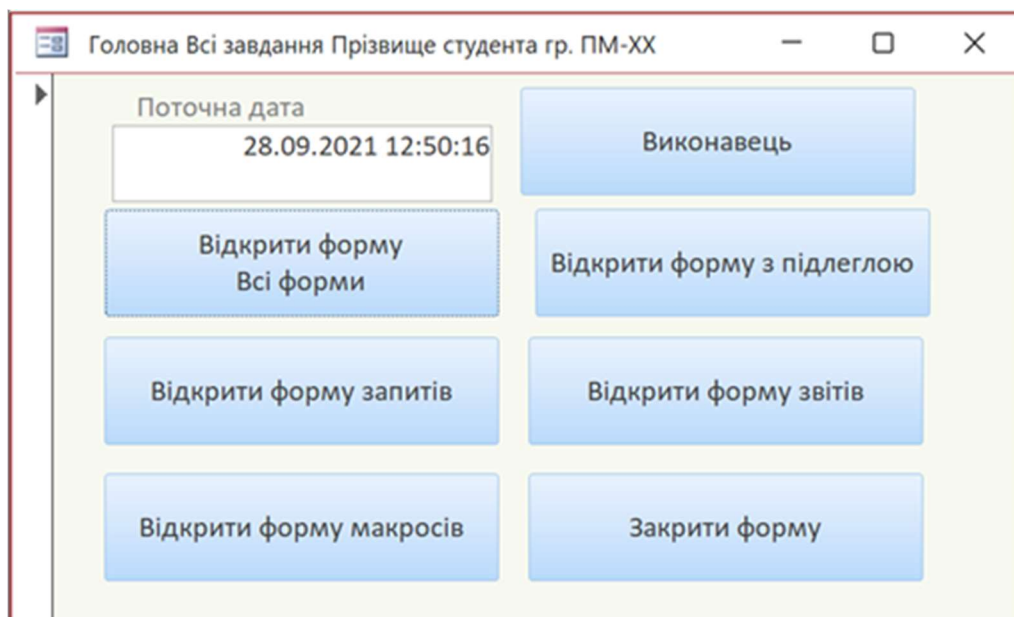 Головна Всі завдання Прізвище студента гр. ПМ-ХХ
Поточна дата
28.09.2021 12:50:16
Виконавець
Відкрити форму
Всі форми
Відкрити форму з підлеглою
Відкрити форму запитів
Відкрити форму звітів
Відкрити форму макросів
Закрити форму